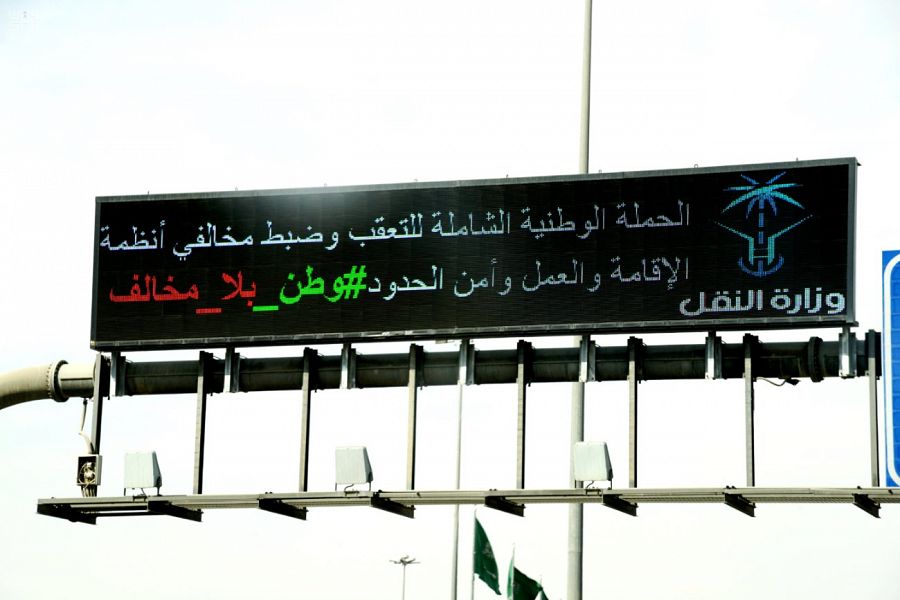 الحملة الوطنية الشاملة للتعقب وضبط مخالفي أنظمة
الإقامة والعمل وأمن الحدود #وطن_بلا_مخالف
وزارة النقل